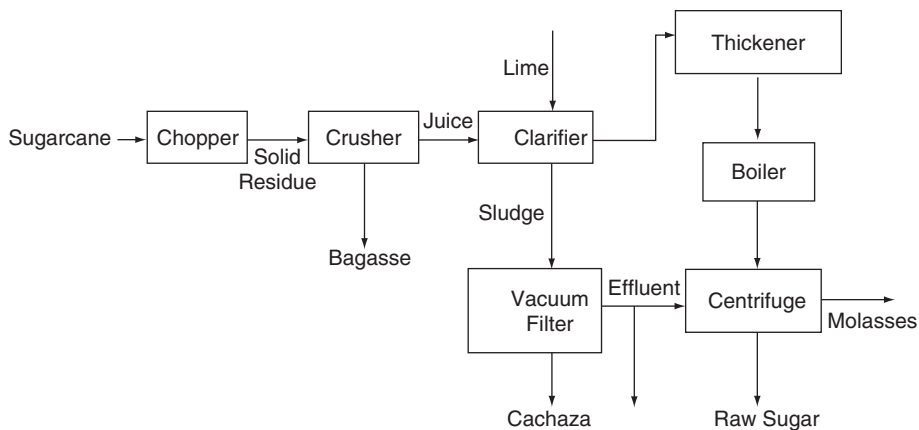 Thickener
Lime
Sugarcane
Chopper
Solid
Residue
Crusher
Juice
Clarifier
Boiler
Sludge
Bagasse
Vacuum
Filter
Effluent
Centrifuge
Molasses
Cachaza
Raw Sugar